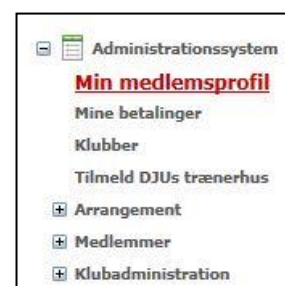 Administrationssystem
Min medlemsprofil
Mine betalinger
Klubber
Tilmeld DJUs trænerhus
Arrangement
Medlemmer
Klubadministration